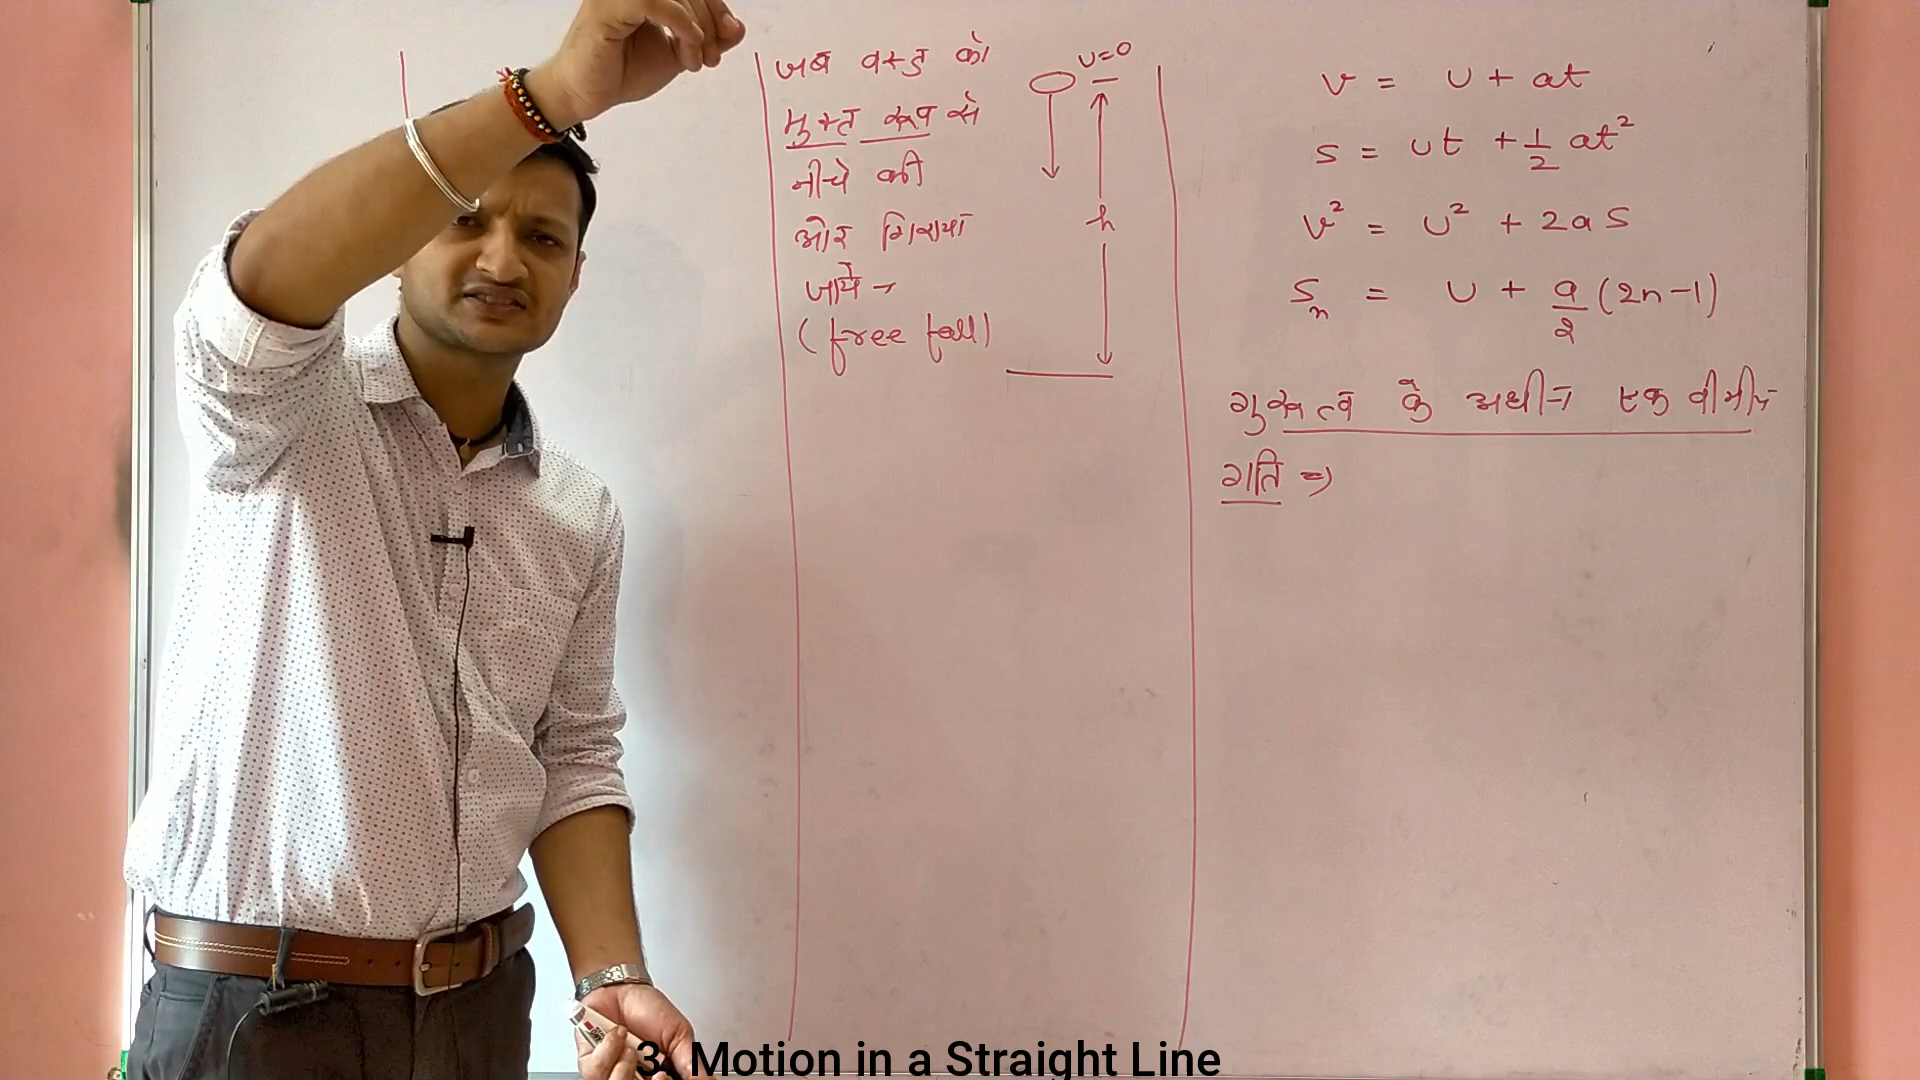 जब वस्तु को
मुक्त रूप से
नीचे की
ओर गिराया
जाये →
(free fall)
u=0
h
v = u + at
s = ut + 1/2 at²
v² = u² + 2as
Sₙ = u + a/2 (2n-1)
गुरूत्व के अधीन एक वीमीय
गति ⇒
3. Motion in a Straight Line